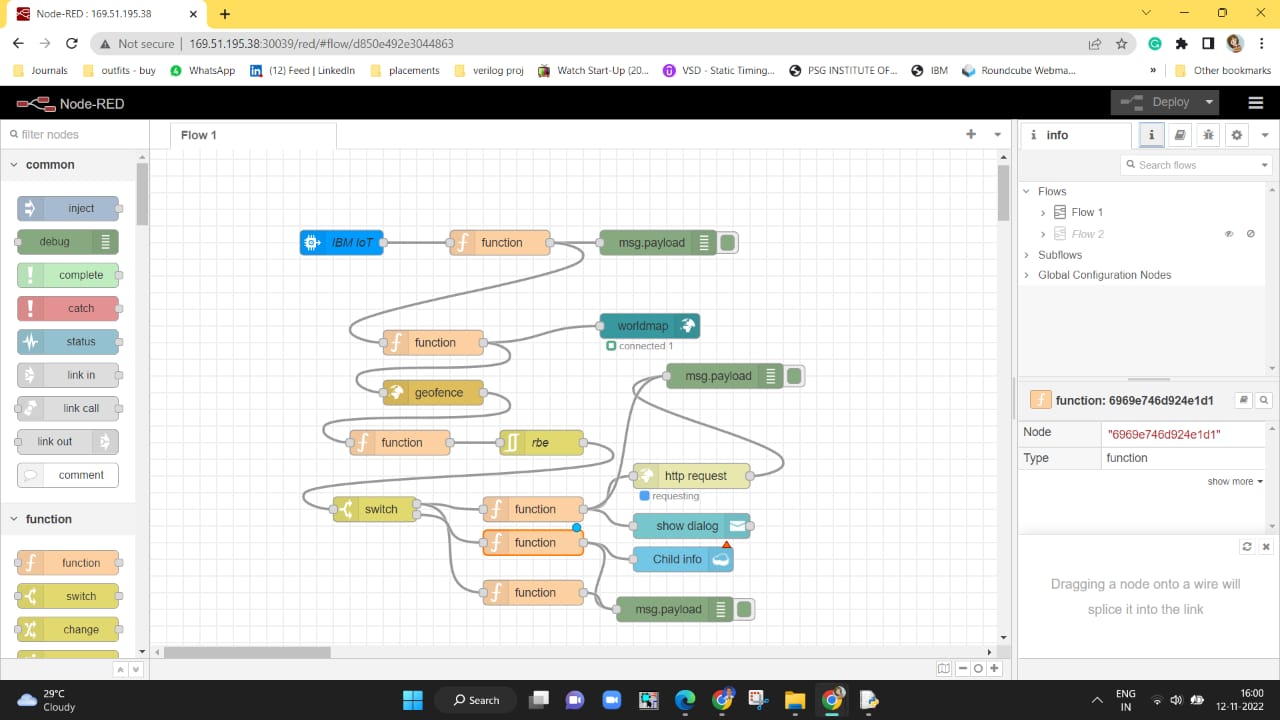 Node-RED : 169.51.195.38
Not secure
169.51.195.38:30039/red/#flow/d850e492e3044863
Journals
outfits - buy
WhatsApp
(12) Feed | LinkedIn
placements
verilog proj
Watch Start-Up (20...
VSD - Static Timing...
PSG INSTITUTE OF...
IBM
Roundcube Webma...
»
Other bookmarks
Node-RED
Deploy
filter nodes
Flow 1
info
common
Search flows
inject
debug
complete
catch
status
link in
link call
link out
comment
function
function
switch
change
IBM IoT
function
msg.payload
function
worldmap
connected 1
msg.payload
geofence
function
rbe
http request
requesting
switch
function
show dialog
function
Child info
function
msg.payload
Flows
Flow 1
Flow 2
Subflows
Global Configuration Nodes
function: 6969e746d924e1d1
Node
"6969e746d924e1d1"
Type
function
show more
Dragging a node onto a wire will
splice it into the link
29°C
Cloudy
Search
ENG
IN
16:00
12-11-2022